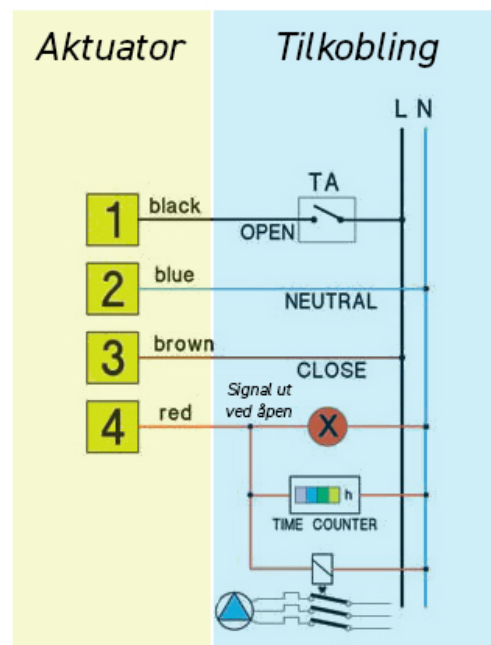 Aktuator Tilkobling
L N
TA
1 black
OPEN
2 blue
NEUTRAL
3 brown
CLOSE
Signal ut
ved åpen
4 red
X
h
TIME COUNTER